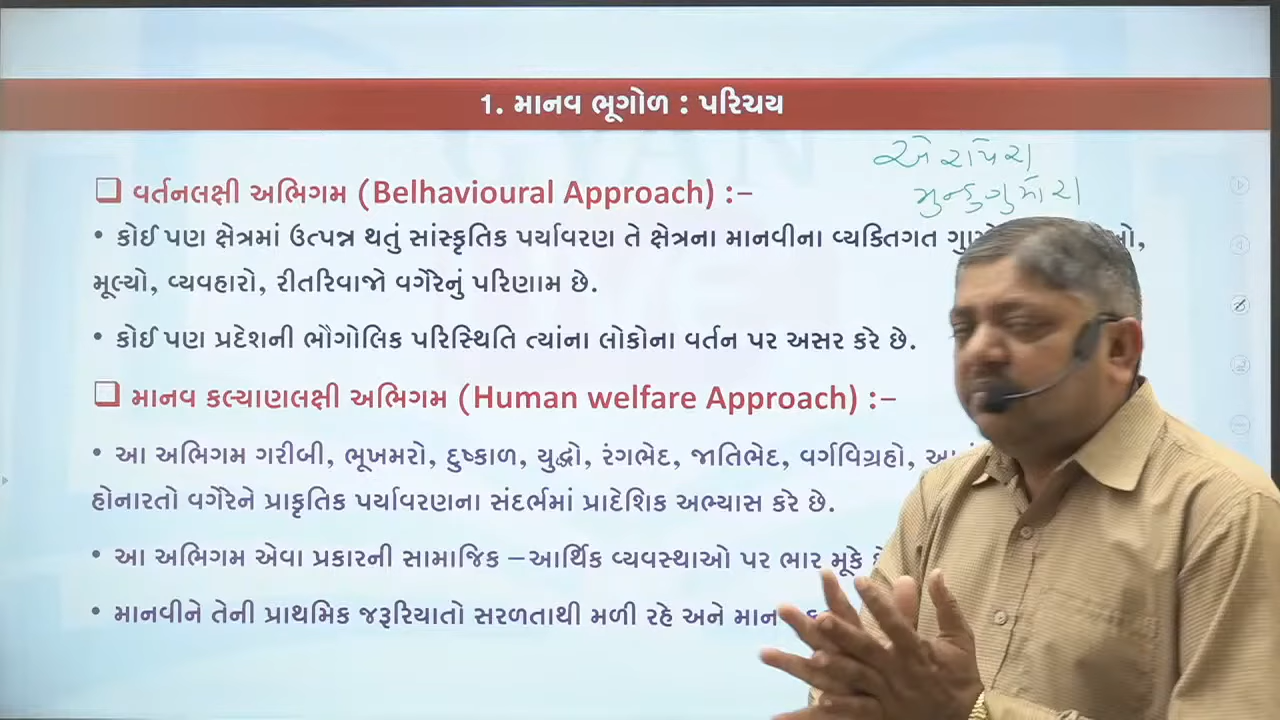 1. માનવ ભૂગોળ : પરિચય
❑ વર્તનલક્ષી અભિગમ (Belhavioural Approach) :–
• કોઈ પણ ક્ષેત્રમાં ઉત્પન્ન થતું સાંસ્કૃતિક પર્યાવરણ તે ક્ષેત્રના માનવીના વ્યક્તિગત
મૂલ્યો, વ્યવહારો, રીતરિવાજો વગેરેનું પરિણામ છે.
• કોઈ પણ પ્રદેશની ભૌગોલિક પરિસ્થિતિ ત્યાંના લોકોના વર્તન પર અસર કરે છે.
❑ માનવ કલ્યાણલક્ષી અભિગમ (Human welfare Approach) :–
• આ અભિગમ ગરીબી, ભૂખમરો, દુષ્કાળ, યુદ્ધો, રંગભેદ, જાતિભેદ, વર્ગવિગ્રહો,
હોનારતો વગેરેને પ્રાકૃતિક પર્યાવરણના સંદર્ભમાં પ્રાદેશિક અભ્યાસ કરે છે.
• આ અભિગમ એવા પ્રકારની સામાજિક –આર્થિક વ્યવસ્થાઓ પર ભાર મૂકે
• માનવીને તેની પ્રાથમિક જરૂરિયાતો સરળતાથી મળી રહે અને